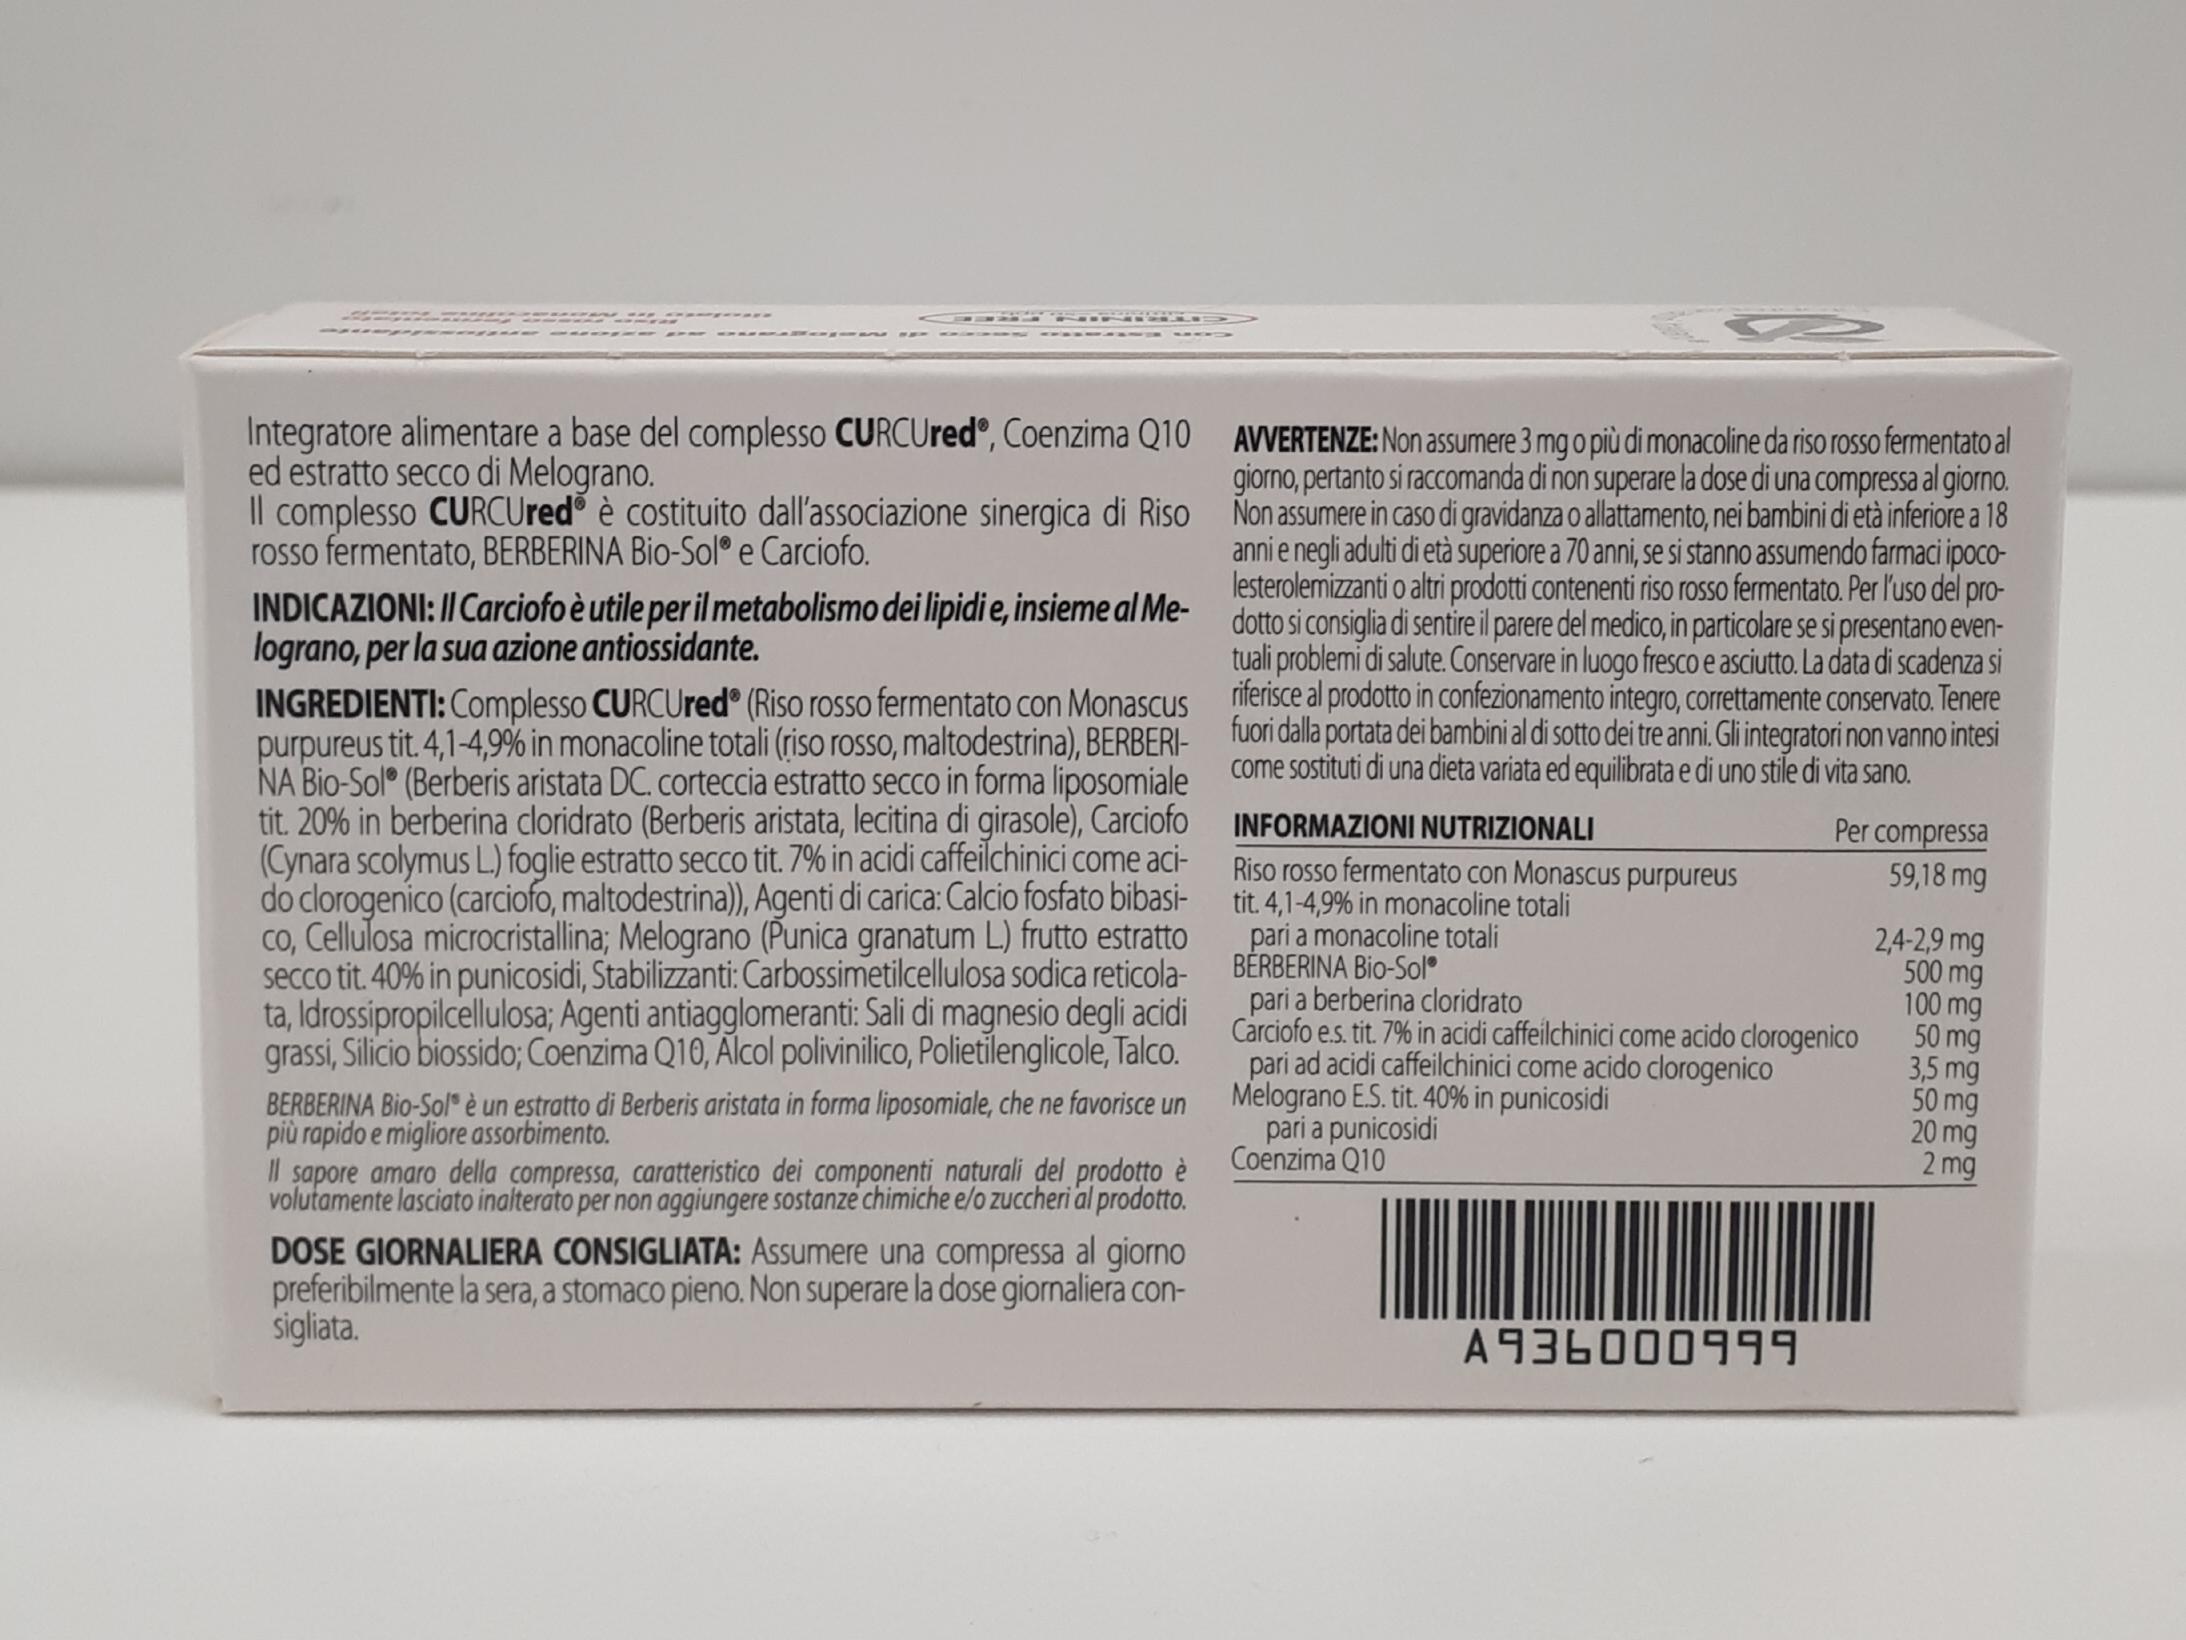 Con Estratto Secco di Melograno ad azione antiossidante
Riso rosso fermentato
titolato in Monacoline totali
CITRININ FREE
Integratore alimentare a base del complesso CURCUred®, Coenzima Q10
ed estratto secco di Melograno.
Il complesso CURCUred® è costituito dall'associazione sinergica di Riso
rosso fermentato, BERBERINA Bio-Sol® e Carciofo.
INDICAZIONI: Il Carciofo è utile per il metabolismo dei lipidi e, insieme al Me-
lograno, per la sua azione antiossidante.
INGREDIENTI: Complesso CURCUred® (Riso rosso fermentato con Monascus
purpureus tit. 4,1-4,9% in monacoline totali (riso rosso, maltodestrina), BERBERI-
NA Bio-Sol® (Berberis aristata DC. corteccia estratto secco in forma liposomiale
tit. 20% in berberina cloridrato (Berberis aristata, lecitina di girasole), Carciofo
(Cynara scolymus L.) foglie estratto secco tit. 7% in acidi caffeilchinici come aci-
do clorogenico (carciofo, maltodestrina)), Agenti di carica: Calcio fosfato bibasi-
co, Cellulosa microcristallina; Melograno (Punica granatum L.) frutto estratto
secco tit. 40% in punicosidi, Stabilizzanti: Carbossimetilcellulosa sodica reticola-
ta, Idrossipropilcellulosa; Agenti antiagglomeranti: Sali di magnesio degli acidi
grassi, Silicio biossido; Coenzima Q10, Alcol polivinilico, Polietilenglicole, Talco.
BERBERINA Bio-Sol® è un estratto di Berberis aristata in forma liposomiale, che ne favorisce un
più rapido e migliore assorbimento.
Il sapore amaro della compressa, caratteristico dei componenti naturali del prodotto è
volutamente lasciato inalterato per non aggiungere sostanze chimiche e/o zuccheri al prodotto.
DOSE GIORNALIERA CONSIGLIATA: Assumere una compressa al giorno
preferibilmente la sera, a stomaco pieno. Non superare la dose giornaliera con-
sigliata.
AVVERTENZE: Non assumere 3 mg o più di monacoline da riso rosso fermentato al
giorno, pertanto si raccomanda di non superare la dose di una compressa al giorno.
Non assumere in caso di gravidanza o allattamento, nei bambini di età inferiore a 18
anni e negli adulti di età superiore a 70 anni, se si stanno assumendo farmaci ipoco-
lesterolemizzanti o altri prodotti contenenti riso rosso fermentato. Per l'uso del pro-
dotto si consiglia di sentire il parere del medico, in particolare se si presentano even-
tuali problemi di salute. Conservare in luogo fresco e asciutto. La data di scadenza si
riferisce al prodotto in confezionamento integro, correttamente conservato. Tenere
fuori dalla portata dei bambini al di sotto dei tre anni. Gli integratori non vanno intesi
come sostituti di una dieta variata ed equilibrata e di uno stile di vita sano.
INFORMAZIONI NUTRIZIONALI Per compressa
Riso rosso fermentato con Monascus purpureus 59,18 mg
tit. 4,1-4,9% in monacoline totali
pari a monacoline totali 2,4-2,9 mg
BERBERINA Bio-Sol® 500 mg
pari a berberina cloridrato 100 mg
Carciofo e.s. tit. 7% in acidi caffeilchinici come acido clorogenico 50 mg
pari ad acidi caffeilchinici come acido clorogenico 3,5 mg
Melograno E.S. tit. 40% in punicosidi 50 mg
pari a punicosidi 20 mg
Coenzima Q10 2 mg
A936000999